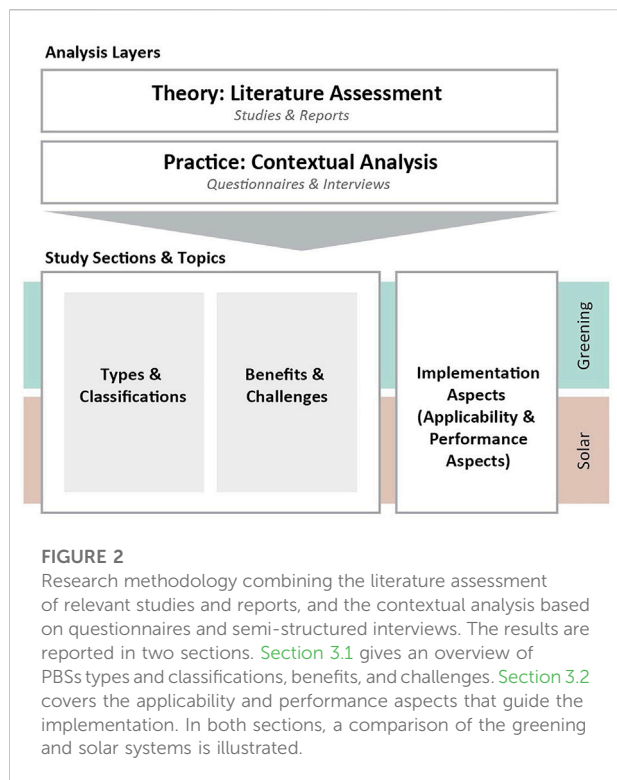 Analysis Layers
Theory: Literature Assessment
Studies & Reports
Practice: Contextual Analysis
Questionnaires & Interviews
Study Sections & Topics
Types &
Classifications
Benefits &
Challenges
Implementation
Aspects
(Applicability &
Performance
Aspects)
Greening
Solar
FIGURE 2
Research methodology combining the literature assessment
of relevant studies and reports, and the contextual analysis based
on questionnaires and semi-structured interviews. The results are
reported in two sections. Section 3.1 gives an overview of
PBSs types and classifications, benefits, and challenges. Section 3.2
covers the applicability and performance aspects that guide the
implementation. In both sections, a comparison of the greening
and solar systems is illustrated.